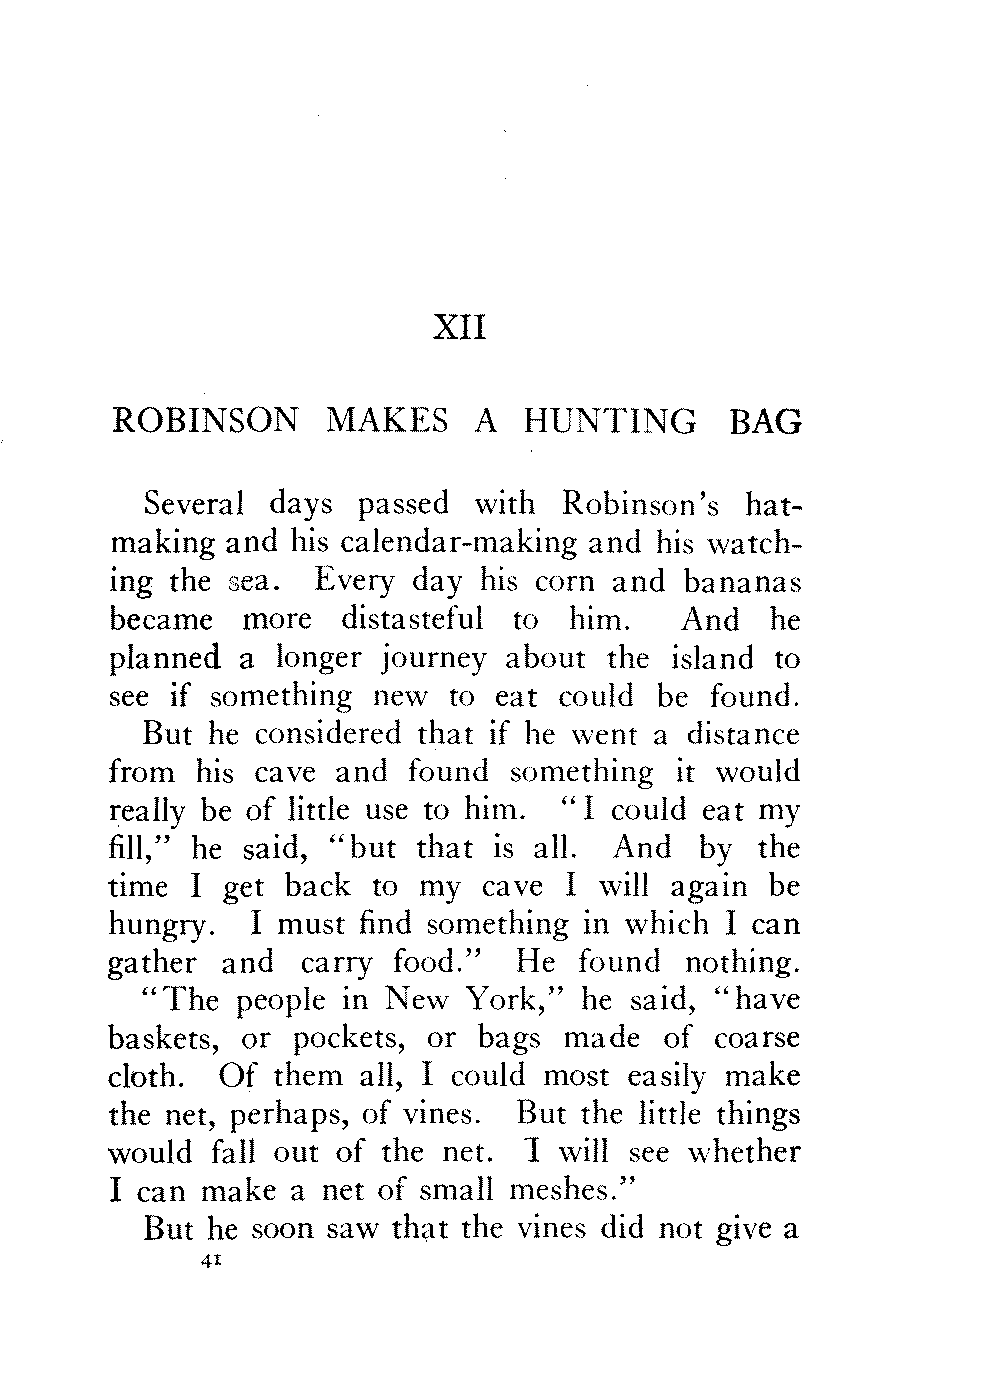 XII
ROBINSON MAKES A HUNTING BAG
Several days passed with Robinson's hat-
making and his calendar-making and his watch-
ing the sea. Every day his corn and bananas
became more distasteful to him. And he
planned a longer journey about the island to
see if something new to eat could be found.
But he considered that if he went a distance
from his cave and found something it would
really be of little use to him. "I could eat my
fill," he said, "but that is all. And by the
time I get back to my cave I will again be
hungry. I must find something in which I can
gather and carry food." He found nothing.
"The people in New York," he said, "have
baskets, or pockets, or bags made of coarse
cloth. Of them all, I could most easily make
the net, perhaps, of vines. But the little things
would fall out of the net. I will see whether
I can make a net of small meshes."
But he soon saw that the vines did not give a
41